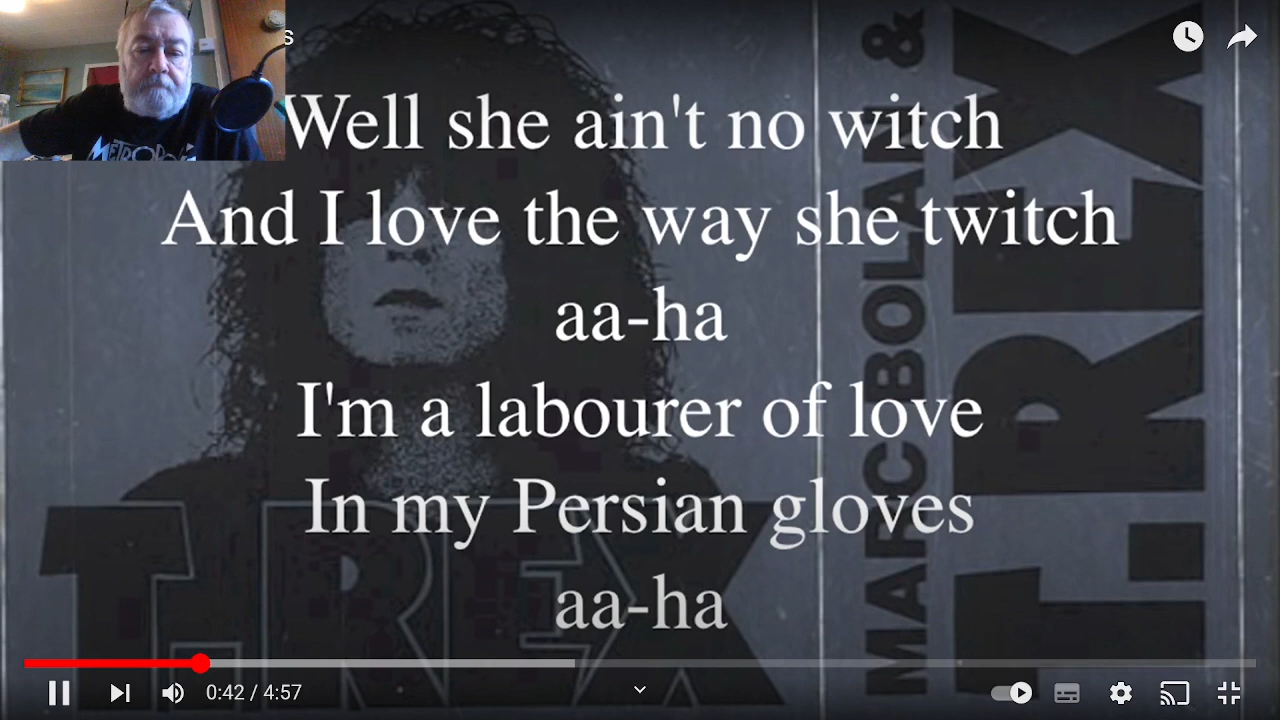 s
Well she ain't no witch
And I love the way she twitch
aa-ha
I'm a labourer of love
In my Persian gloves
aa-ha
MARC BOLAN &
T.REX
T.REX
0:42 / 4:57